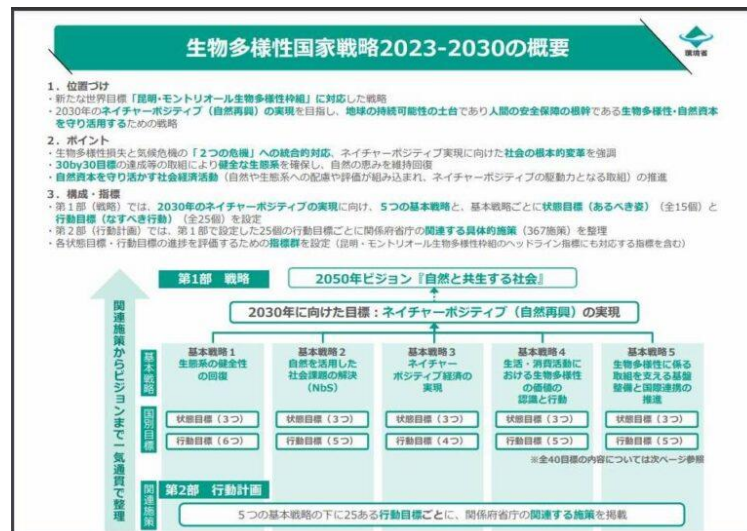 生物多様性国家戦略2023-2030の概要
環境省
1．位置づけ
・新たな世界目標「昆明・モントリオール生物多様性枠組」に対応した戦略
・2030年のネイチャーポジティブ（自然再興）の実現を目指し、地球の持続可能性の土台であり人間の安全保障の根幹である生物多様性・自然資本
を守り活用するための戦略
2．ポイント
・生物多様性損失と気候危機の「２つの危機」への統合的対応、ネイチャーポジティブ実現に向けた社会の根本的変革を強調
・30by30目標の達成等の取組により健全な生態系を確保し、自然の恵みを維持回復
・自然資本を守り活かす社会経済活動（自然や生態系への配慮や評価が組み込まれ、ネイチャーポジティブの駆動力となる取組）の推進
3．構成・指標
・第１部（戦略）では、2030年のネイチャーポジティブの実現に向け、５つの基本戦略と、基本戦略ごとに状態目標（あるべき姿）（全15個）と
行動目標（なすべき行動）（全25個）を設定
・第２部（行動計画）では、第１部で設定した25個の行動目標ごとに関係府省庁の関連する具体的施策（367施策）を整理
・各状態目標・行動目標の進捗を評価するための指標群を設定（昆明・モントリオール生物多様性枠組のヘッドライン指標にも対応する指標を含む）
関連施策からビジョンまで一気通貫で整理
第1部　戦略
2050年ビジョン『自然と共生する社会』
2030年に向けた目標：ネイチャーポジティブ（自然再興）の実現
基本戦略
基本戦略１
生態系の健全性
の回復
基本戦略２
自然を活用した
社会課題の解決
（NbS）
基本戦略３
ネイチャー
ポジティブ経済の
実現
基本戦略４
生活・消費活動に
おける生物多様性
の価値の
認識と行動
基本戦略５
生物多様性に係る
取組を支える基盤
整備と国際連携の
推進
国別目標
状態目標（３つ）
状態目標（３つ）
状態目標（３つ）
状態目標（３つ）
状態目標（３つ）
行動目標（６つ）
行動目標（５つ）
行動目標（４つ）
行動目標（５つ）
行動目標（５つ）
※全40目標の内容については次ページ参照
関連施策
第2部　行動計画
５つの基本戦略の下に25ある行動目標ごとに、関係府省庁の関連する施策を掲載